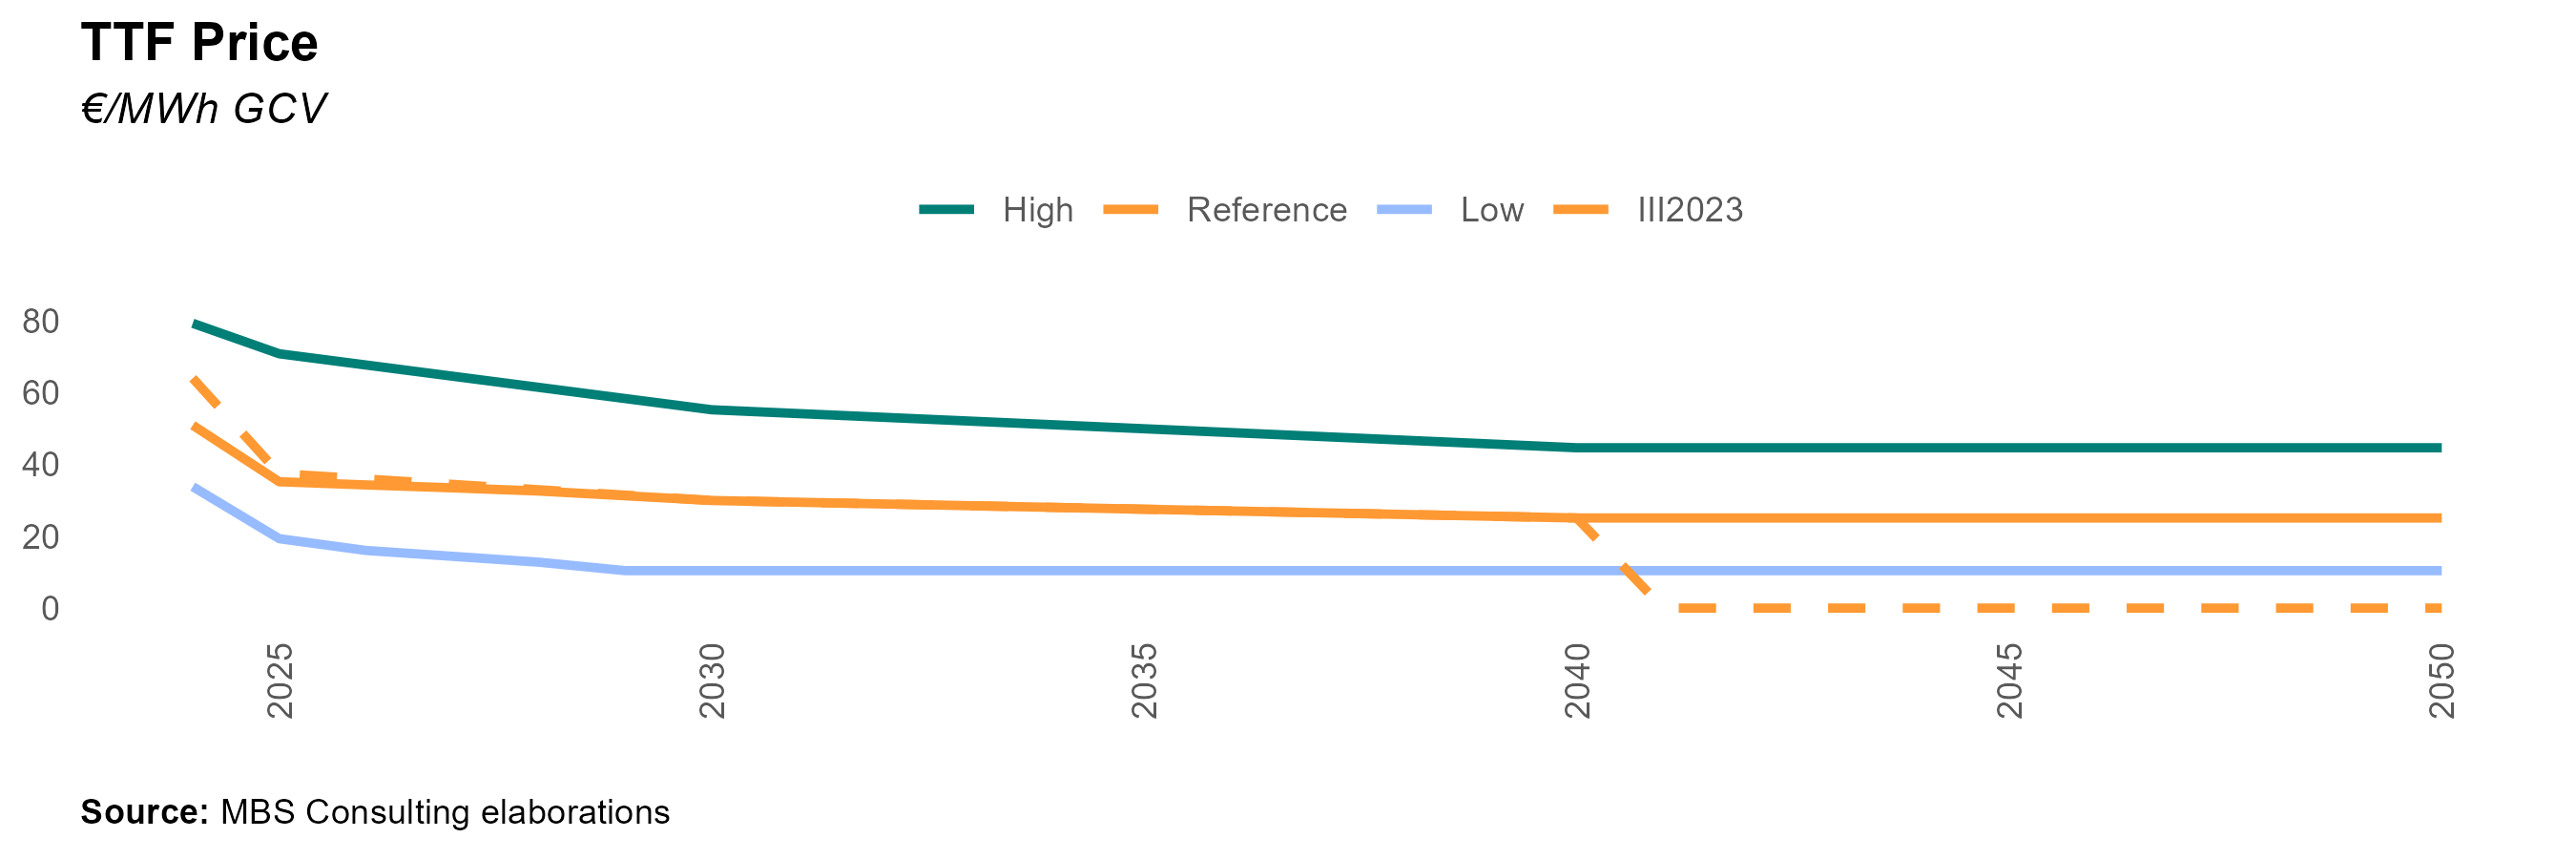 TTF Price
€/MWh GCV
High Reference Low III2023
80
60
40
20
0
2025 2030 2035 2040 2045 2050
Source: MBS Consulting elaborations